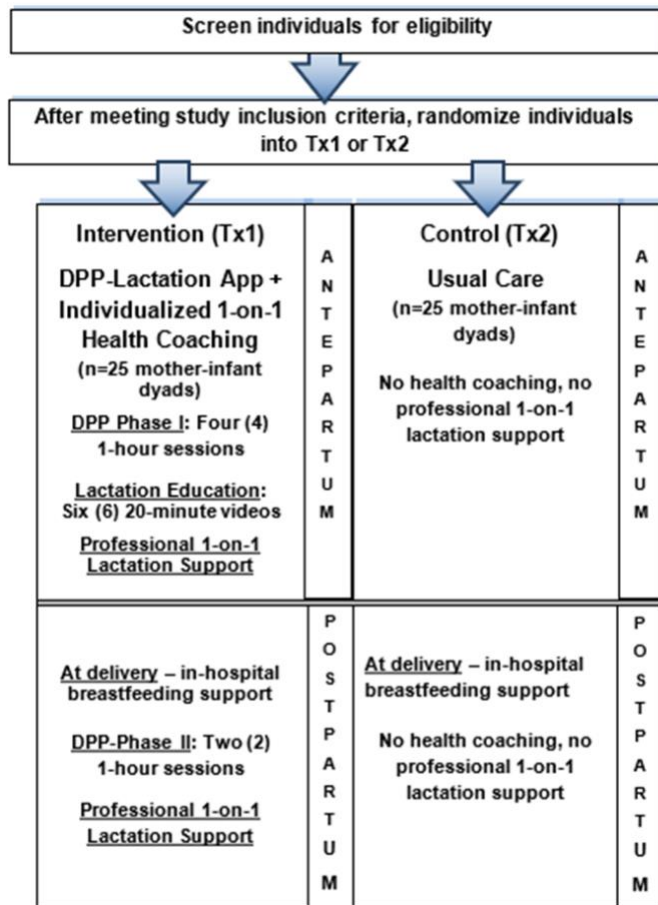 Screen individuals for eligibility
After meeting study inclusion criteria, randomize individuals
into Tx1 or Tx2
Intervention (Tx1)
DPP-Lactation App +
Individualized 1-on-1
Health Coaching
(n=25 mother-infant
dyads)
DPP Phase I: Four (4)
1-hour sessions
Lactation Education:
Six (6) 20-minute videos
Professional 1-on-1
Lactation Support
ANTEPARTUM
Control (Tx2)
Usual Care
(n=25 mother-infant
dyads)
No health coaching, no
professional 1-on-1
lactation support
ANTEPARTUM
At delivery – in-hospital
breastfeeding support
DPP-Phase II: Two (2)
1-hour sessions
Professional 1-on-1
Lactation Support
POSTPARTUM
At delivery – in-hospital
breastfeeding support
No health coaching, no
professional 1-on-1
lactation support
POSTPARTUM